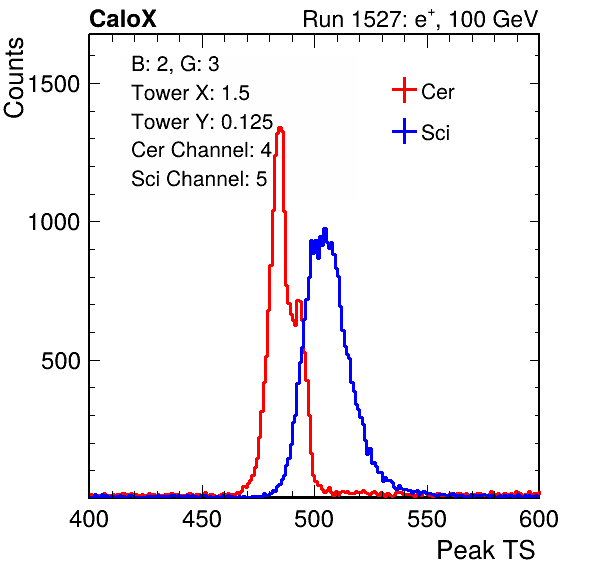 CaloX Run 1527: e+, 100 GeV
Counts
B: 2, G: 3
Tower X: 1.5
Tower Y: 0.125
Cer Channel: 4
Sci Channel: 5
Cer
Sci
1500
1000
500
400 450 500 550 600
Peak TS